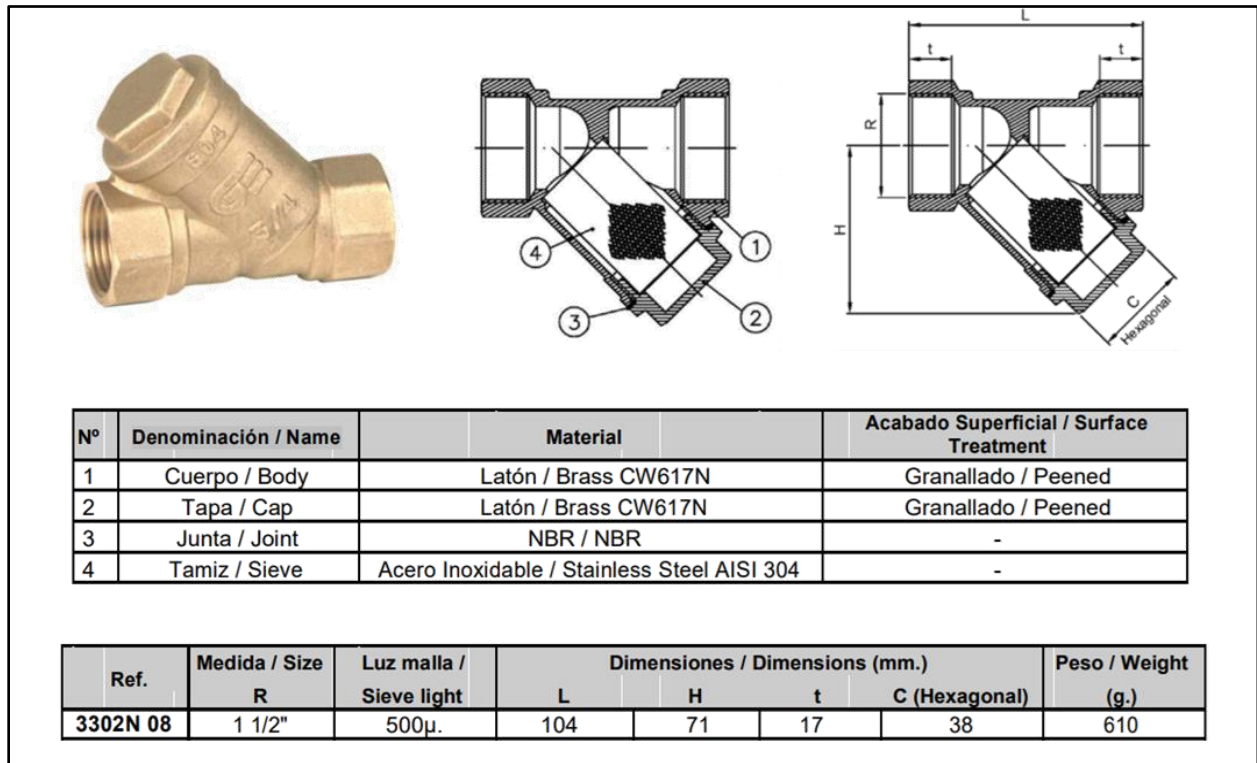 GE
3/4
L
t
t
R
H
C
Hexagonal
4
1
3
2
Nº Denominación / Name Material Acabado Superficial / Surface Treatment
1 Cuerpo / Body Latón / Brass CW617N Granallado / Peened
2 Tapa / Cap Latón / Brass CW617N Granallado / Peened
3 Junta / Joint NBR / NBR -
4 Tamiz / Sieve Acero Inoxidable / Stainless Steel AISI 304 -
Ref. Medida / Size Luz malla / Dimensiones / Dimensions (mm.) Peso / Weight
R Sieve light L H t C (Hexagonal) (g.)
3302N 08 1 1/2" 500µ. 104 71 17 38 610